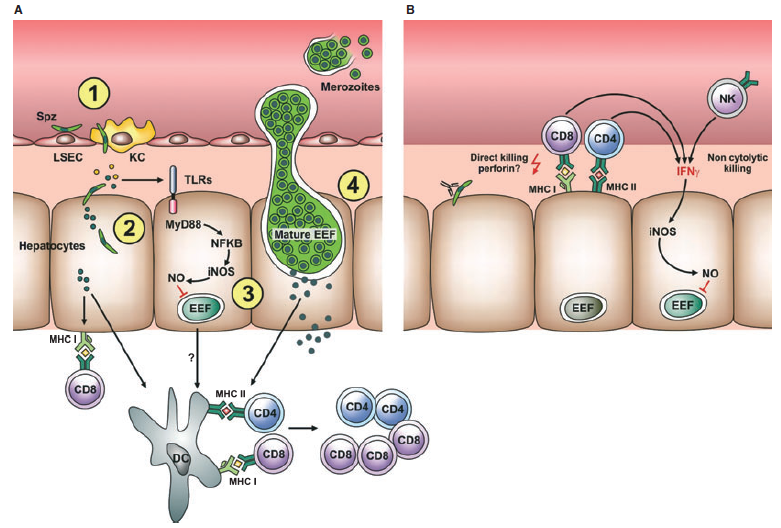 A
Merozoites
1
Spz
LSEC
KC
TLRs
4
2
MyD88
Hepatocytes
NFKB
Mature EEF
iNOS
NO
3
EEF
MHC I
?
CD8
MHC II
CD4
DC
CD8
MHC I
CD4
CD4
CD8
CD8
CD8
B
NK
CD8
CD4
Direct killing
perforin?
IFNγ
Non cytolytic
killing
MHC I
MHC II
iNOS
NO
EEF
EEF